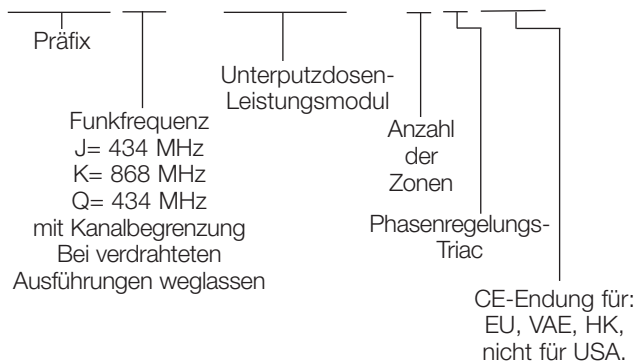 Präfix
Unterputzdosen-
Leistungsmodul
Funkfrequenz
J= 434 MHz
K= 868 MHz
Q= 434 MHz
mit Kanalbegrenzung
Bei verdrahteten
Ausführungen weglassen
Anzahl
der
Zonen
Phasenregelungs-
Triac
CE-Endung für:
EU, VAE, HK,
nicht für USA.